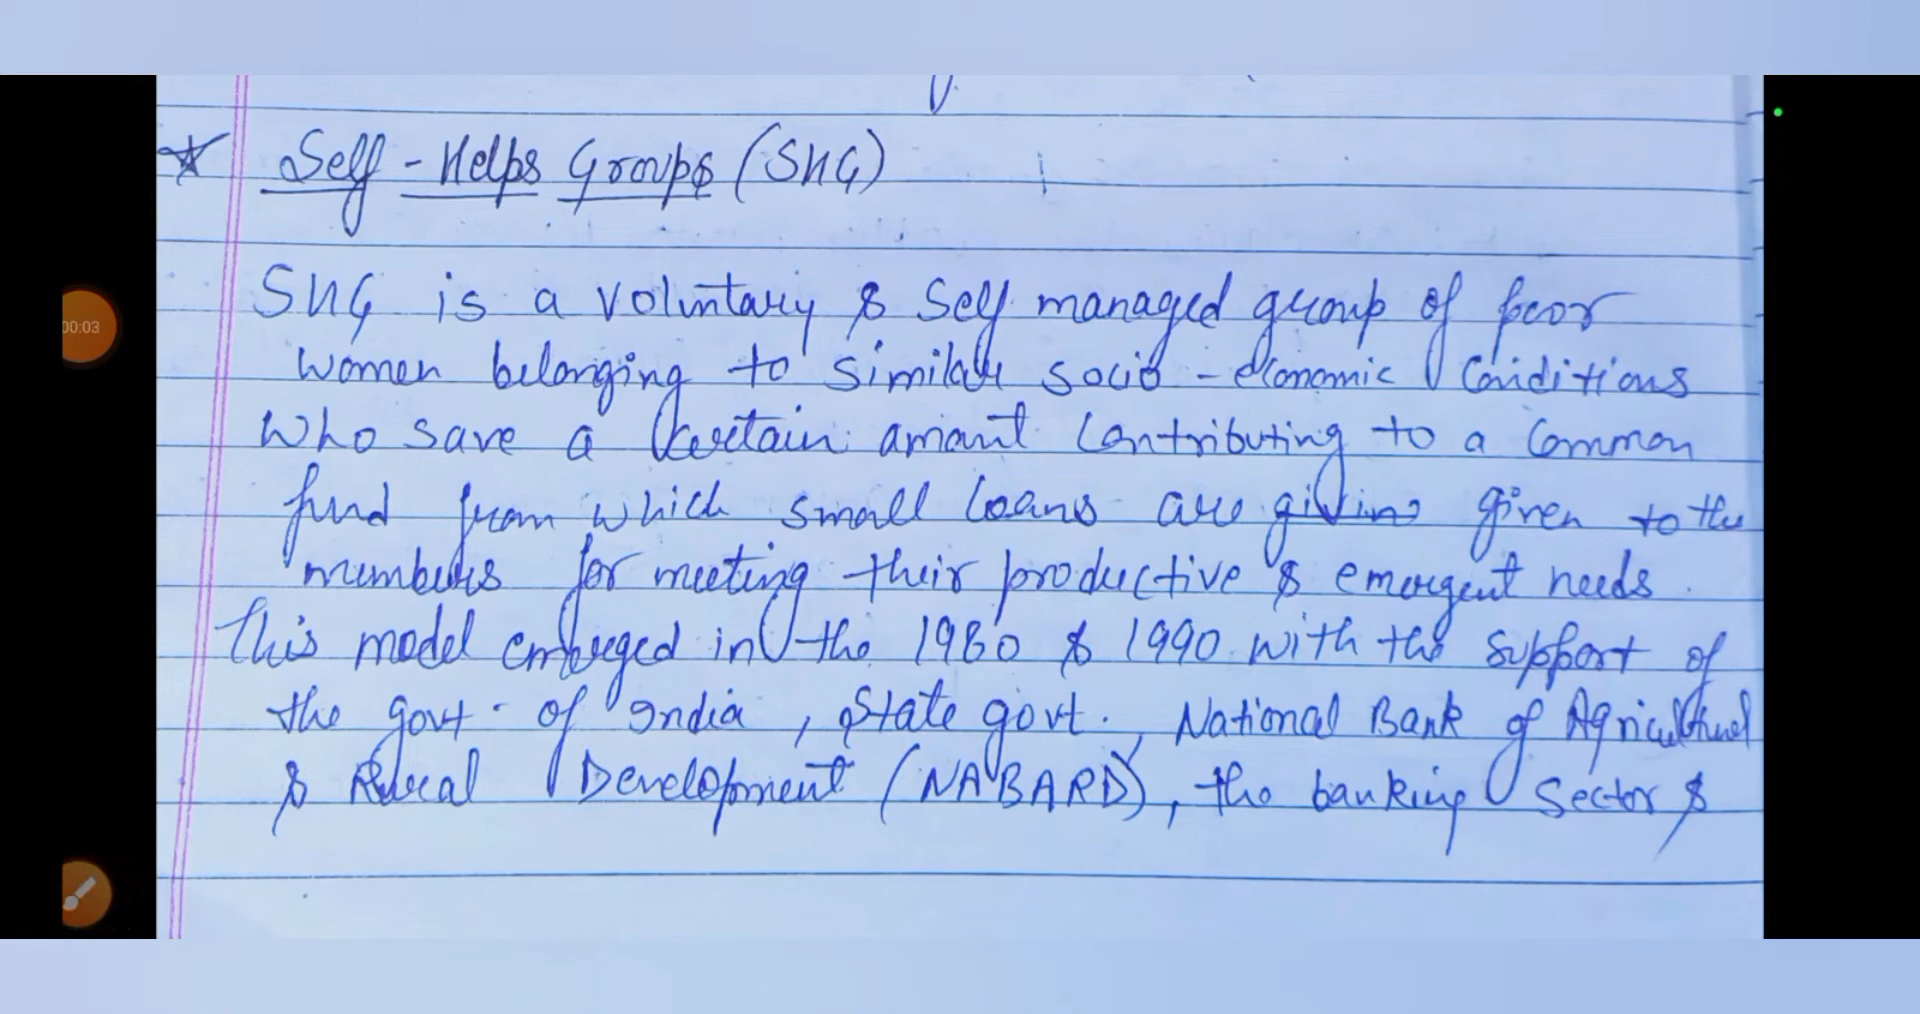 Self - Helps Groups (SHG)
SHG is a voluntary & Self managed group of poor
women belonging to similar socio - economic conditions
who save a certain amount contributing to a common
fund from which small loans are giving given to the
members for meeting their productive & emergent needs.
This model emerged in the 1980 & 1990 with the support of
the govt. of India, State govt., National Bank of Agricultural
& Rural Development (NABARD), the banking sector &
00:03